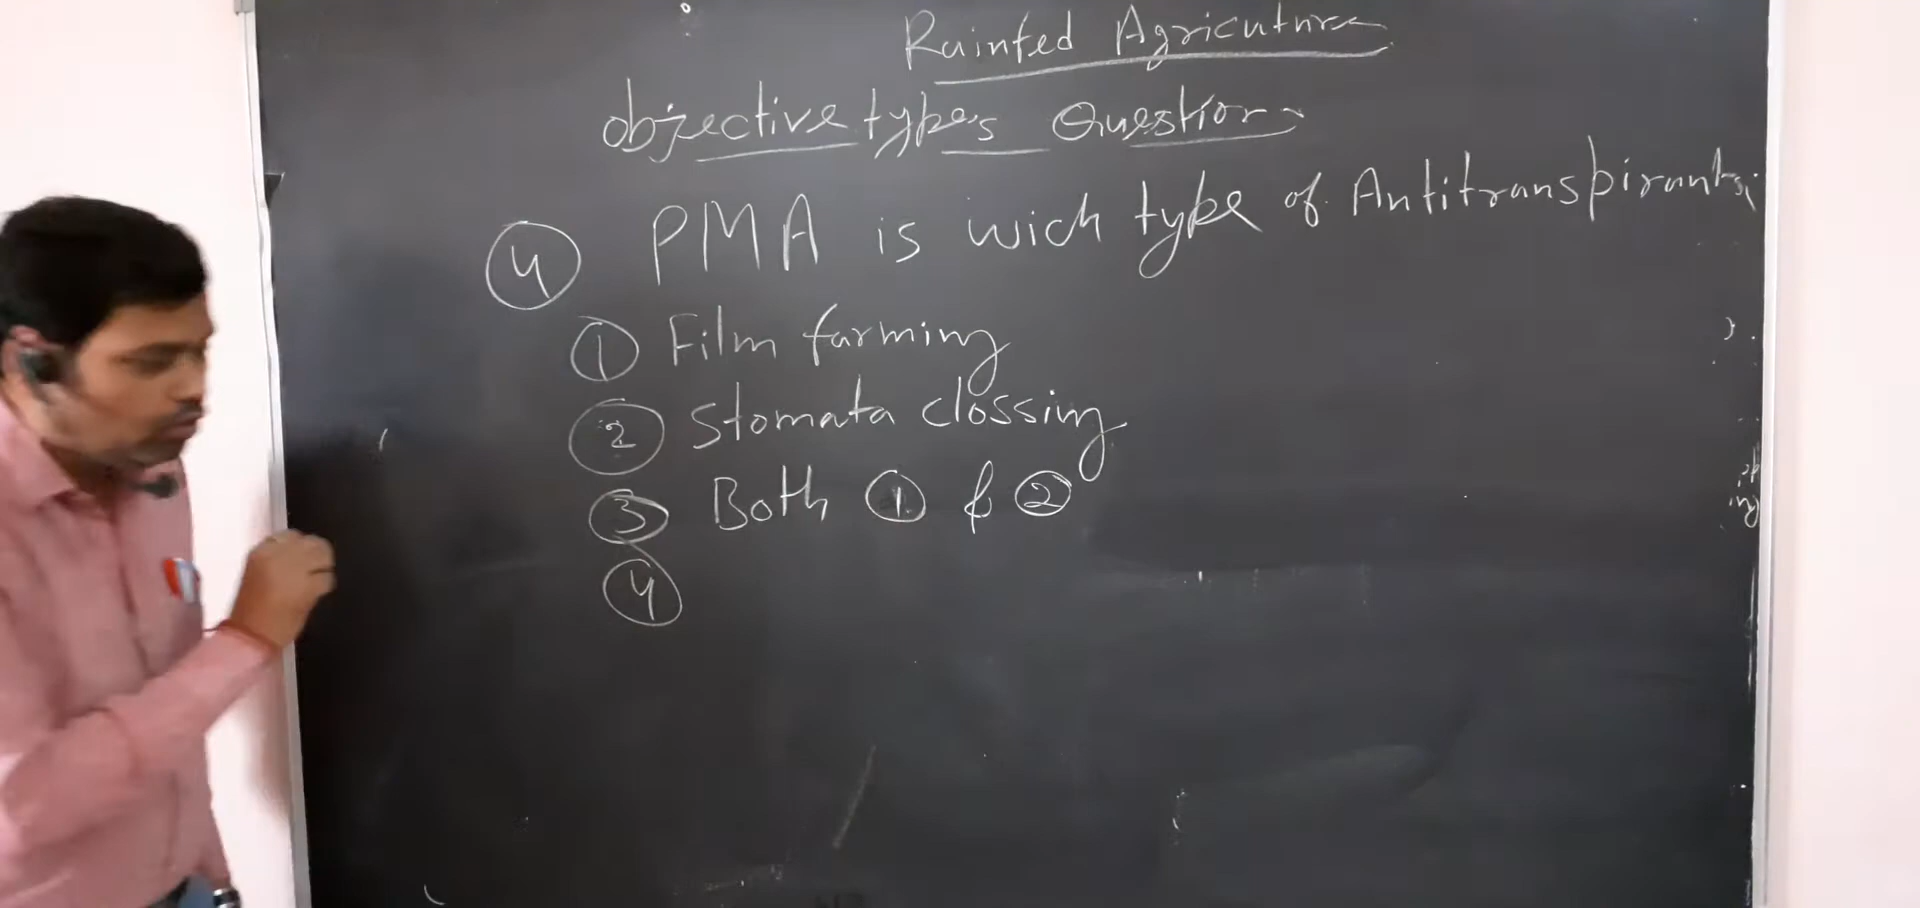 Rainfed Agricuture
objective types Question
4 PMA is wich type of Antitranspirants
1 Film farming
2 Stomata clossing
3 Both 1 & 2
4